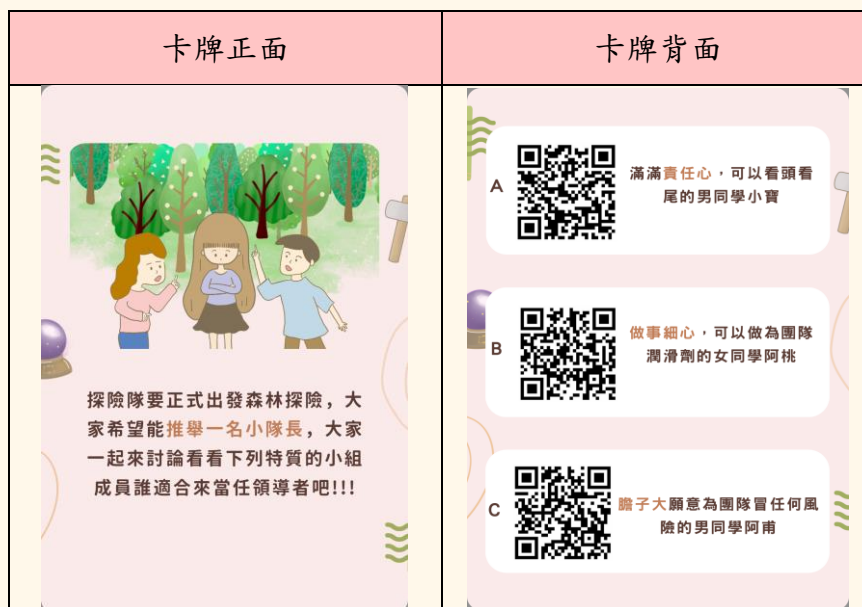 卡牌正面
卡牌背面
探險隊要正式出發森林探險，大
家希望能推舉一名小隊長，大家
一起來討論看看下列特質的小組
成員誰適合來當任領導者吧!!!
A
滿滿責任心，可以看頭看
尾的男同學小寶
B
做事細心，可以做為團隊
潤滑劑的女同學阿桃
C
膽子大願意為團隊冒任何風
險的男同學阿甫